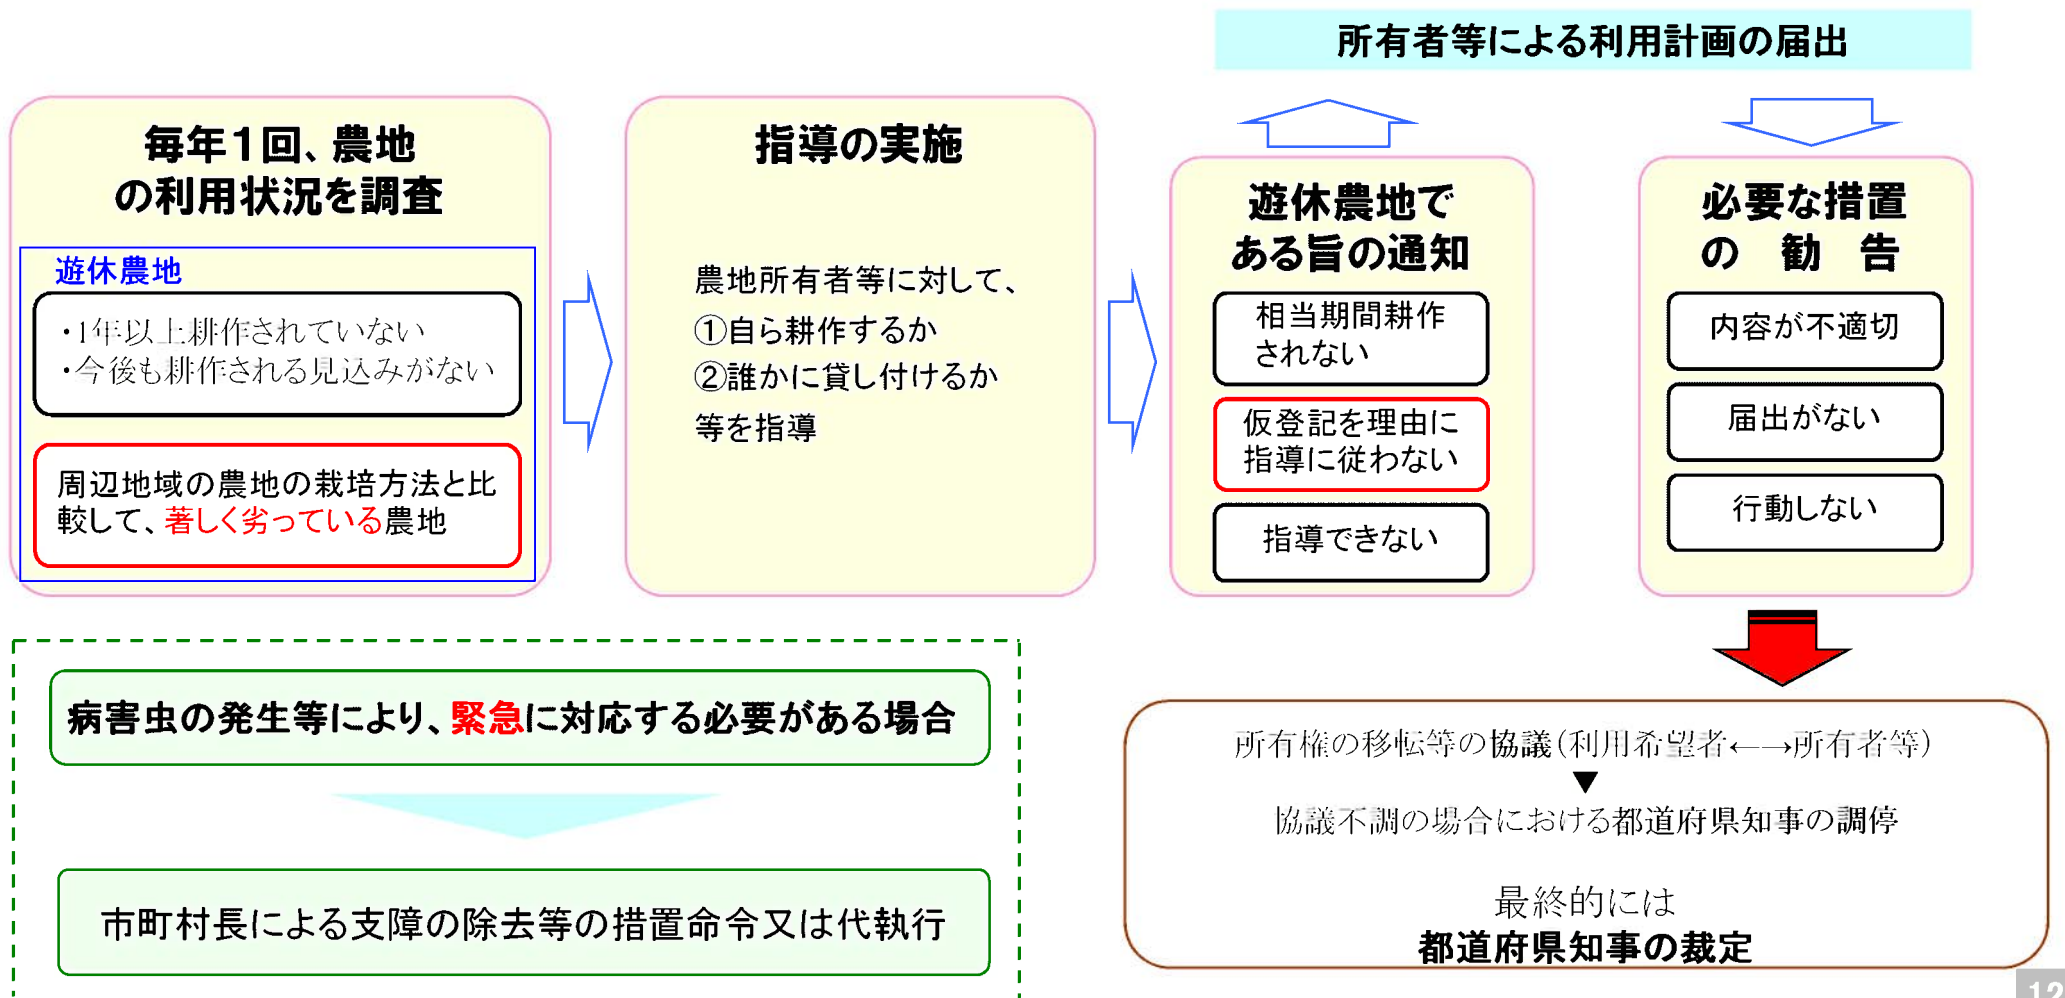 所有者等による利用計画の届出
毎年１回、農地
の利用状況を調査
遊休農地
・1年以上耕作されていない
・今後も耕作される見込みがない
周辺地域の農地の栽培方法と比
較して、著しく劣っている農地
指導の実施
農地所有者等に対して、
①自ら耕作するか
②誰かに貸し付けるか
等を指導
遊休農地で
ある旨の通知
相当期間耕作
されない
仮登記を理由に
指導に従わない
指導できない
必要な措置
の　勧　告
内容が不適切
届出がない
行動しない
病害虫の発生等により、緊急に対応する必要がある場合
市町村長による支障の除去等の措置命令又は代執行
所有権の移転等の協議（利用希望者←→所有者等）
▼
協議不調の場合における都道府県知事の調停
最終的には
都道府県知事の裁定
12